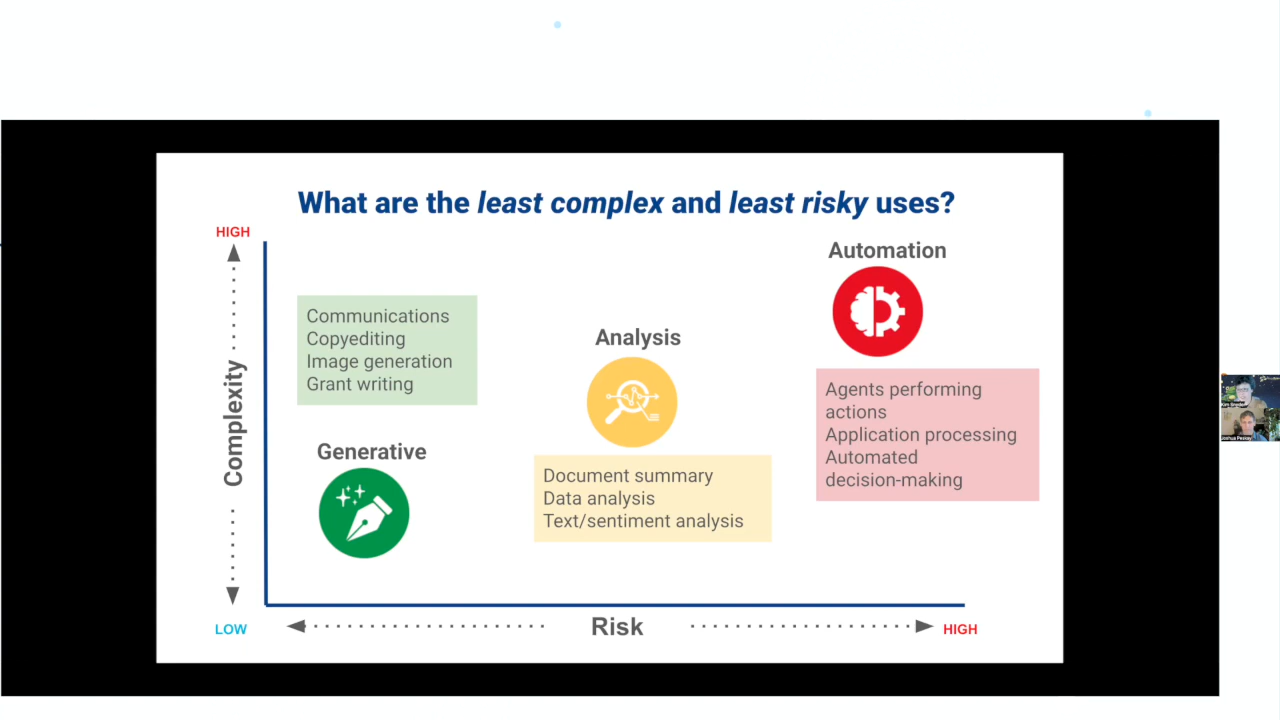 What are the least complex and least risky uses?
HIGH
Automation
Communications
Copyediting
Image generation
Grant writing
Analysis
Agents performing
actions
Application processing
Automated
decision-making
Complexity
Generative
Document summary
Data analysis
Text/sentiment analysis
LOW
Risk
HIGH
Joshua Peskay